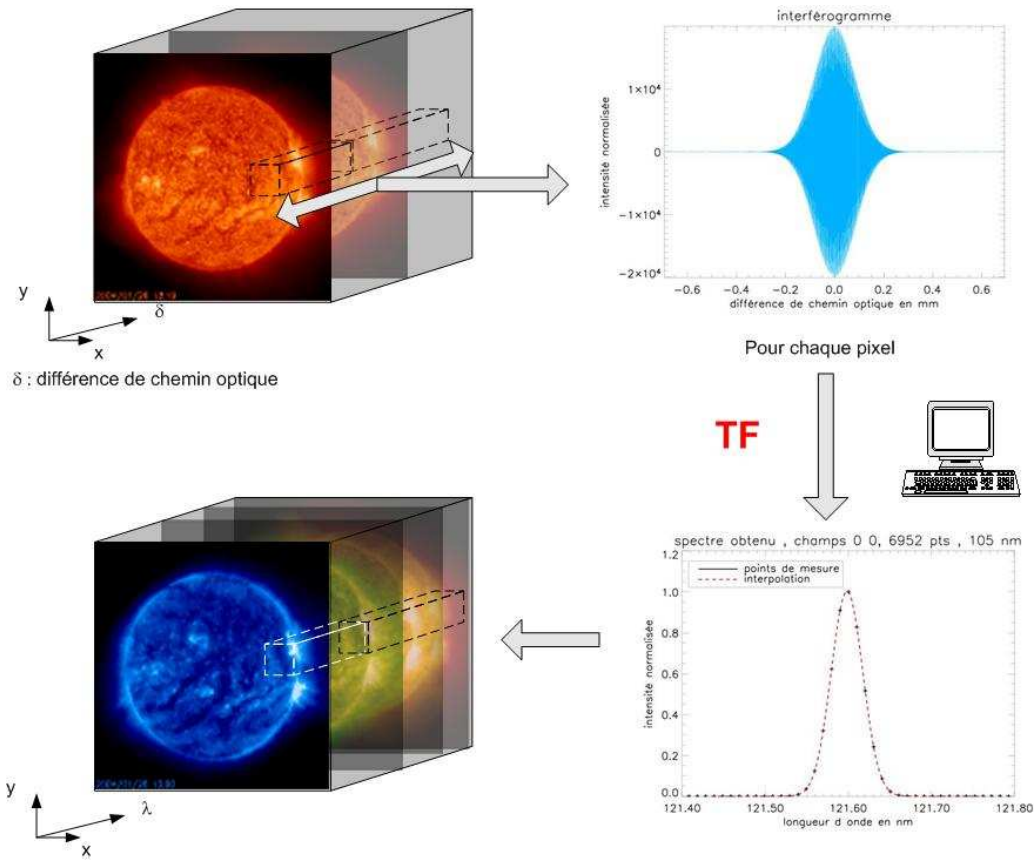 interférogramme
intensité normalisée
1×10⁴
0
−1×10⁴
−2×10⁴
−0.6 −0.4 −0.2 0.0 0.2 0.4 0.6
différence de chemin optique en mm
y
δ
x
δ : différence de chemin optique
Pour chaque pixel
TF
spectre obtenu , champs 0 0, 6952 pts , 105 nm
points de mesure
interpolation
intensité normalisée
1.2
1.0
0.8
0.6
0.4
0.2
0.0
121.40 121.50 121.60 121.70 121.80
longueur d onde en nm
y
λ
x